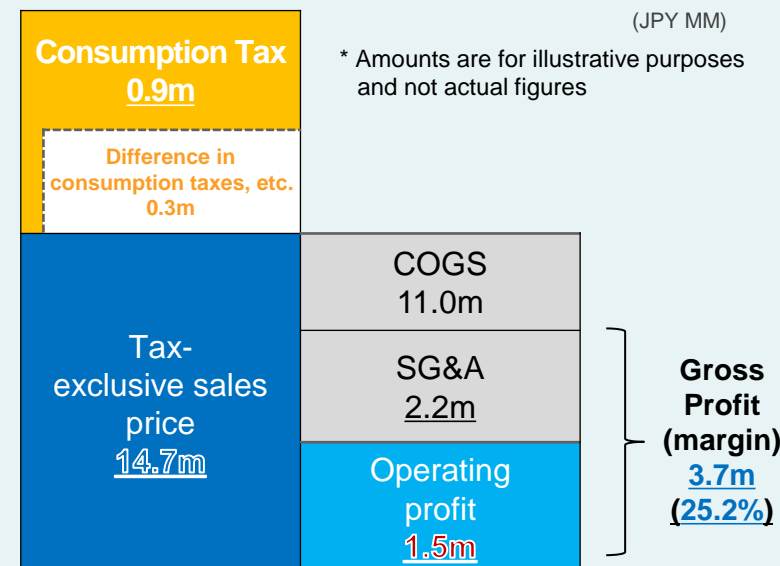 (JPY MM)
* Amounts are for illustrative purposes
and not actual figures
Consumption Tax
0.9m
Difference in
consumption taxes, etc.
0.3m
Tax-
exclusive sales
price
14.7m
COGS
11.0m
SG&A
2.2m
Operating
profit
1.5m
Gross
Profit
(margin)
3.7m
(25.2%)